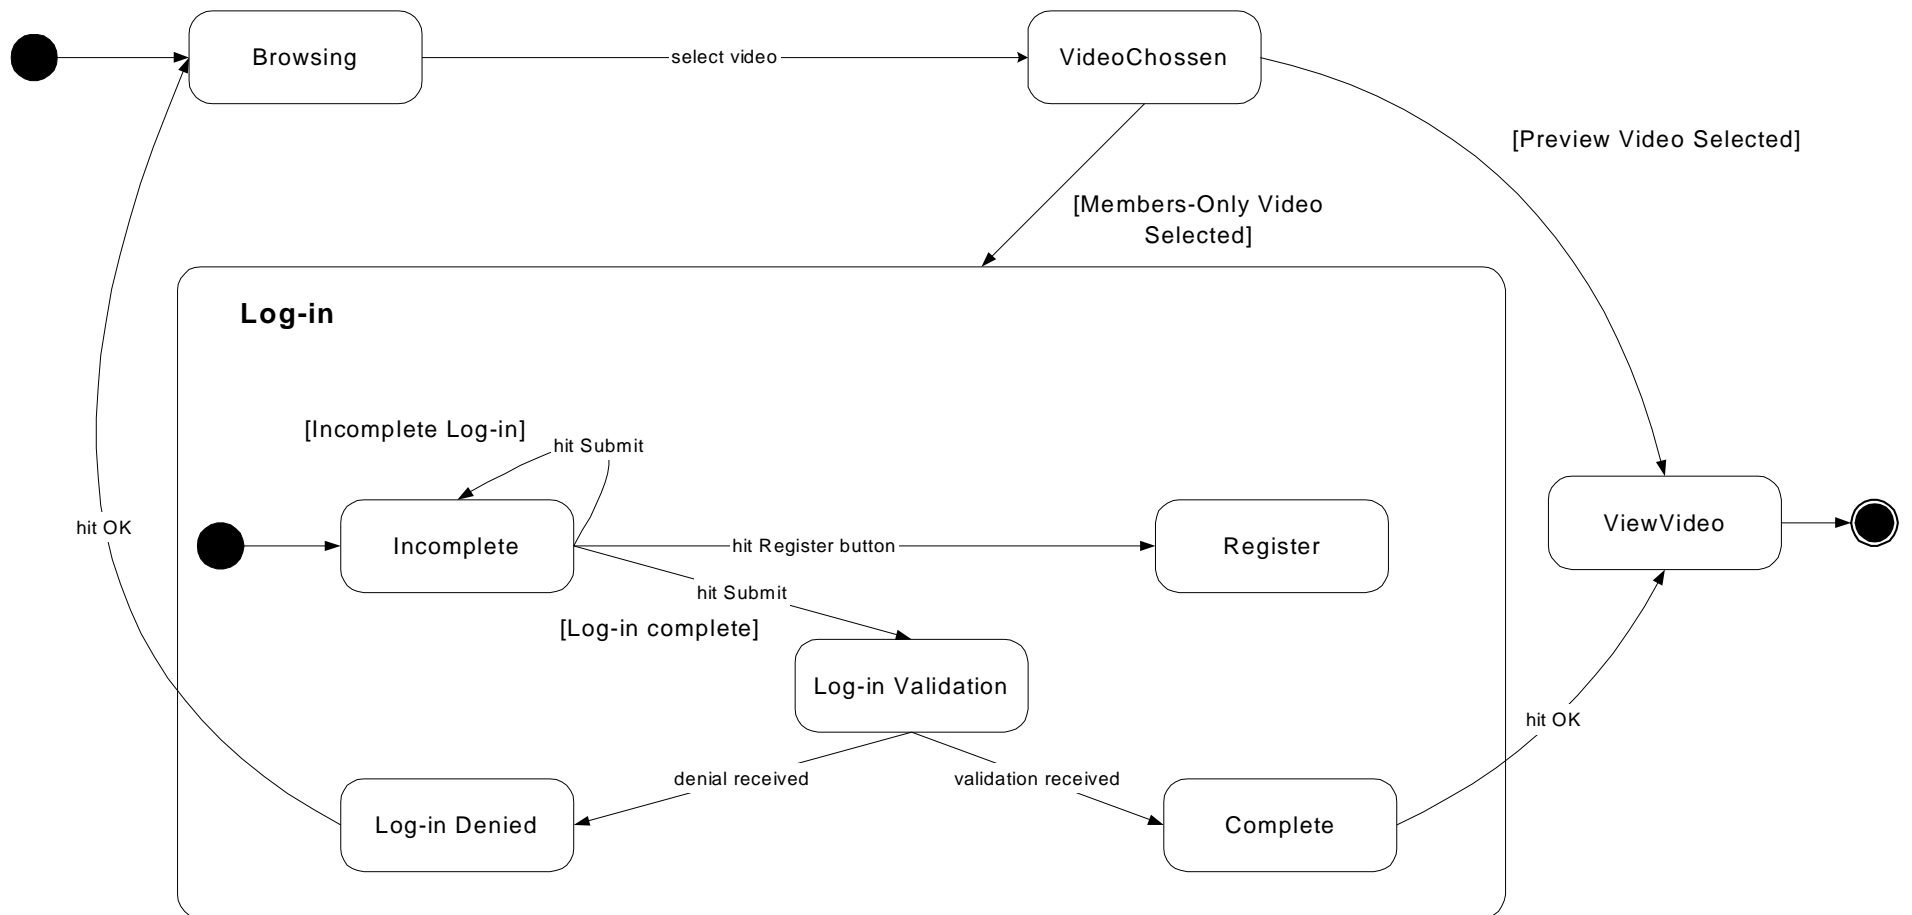 Browsing
select video
VideoChossen
[Preview Video Selected]
[Members-Only Video
Selected]
Log-in
[Incomplete Log-in]
hit Submit
hit OK
Incomplete
hit Register button
Register
ViewVideo
hit Submit
[Log-in complete]
Log-in Validation
hit OK
denial received
validation received
Log-in Denied
Complete